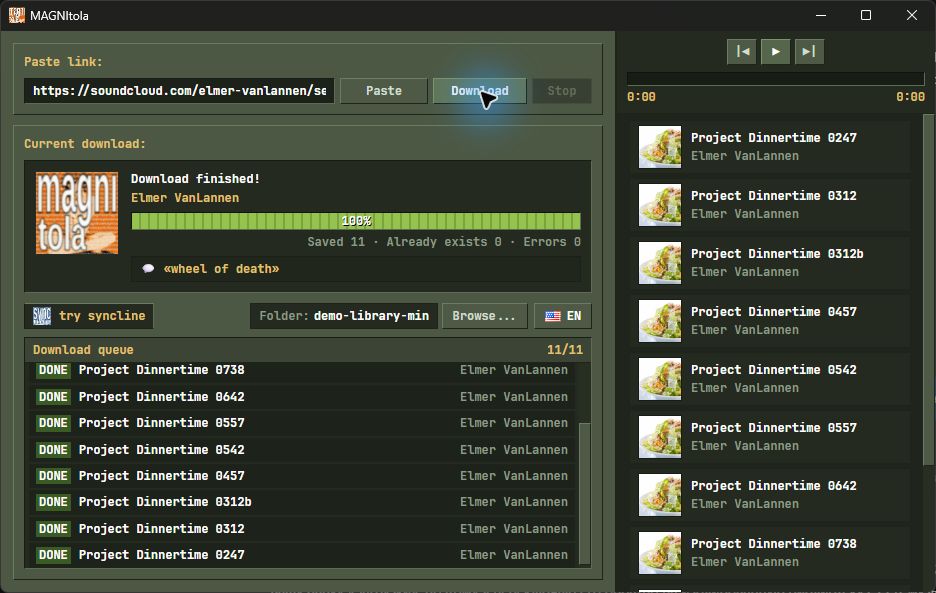 MAGNItola
Paste link:
https://soundcloud.com/elmer-vanlannen/se
Paste
Download
Stop
Current download:
magni
tola
Download finished!
Elmer VanLannen
100%
Saved 11 · Already exists 0 · Errors 0
«wheel of death»
try syncline
Folder: demo-library-min
Browse...
EN
Download queue 11/11
DONE Project Dinnertime 0738 Elmer VanLannen
DONE Project Dinnertime 0642 Elmer VanLannen
DONE Project Dinnertime 0557 Elmer VanLannen
DONE Project Dinnertime 0542 Elmer VanLannen
DONE Project Dinnertime 0457 Elmer VanLannen
DONE Project Dinnertime 0312b Elmer VanLannen
DONE Project Dinnertime 0312 Elmer VanLannen
DONE Project Dinnertime 0247 Elmer VanLannen
0:00 0:00
Project Dinnertime 0247
Elmer VanLannen
Project Dinnertime 0312
Elmer VanLannen
Project Dinnertime 0312b
Elmer VanLannen
Project Dinnertime 0457
Elmer VanLannen
Project Dinnertime 0542
Elmer VanLannen
Project Dinnertime 0557
Elmer VanLannen
Project Dinnertime 0642
Elmer VanLannen
Project Dinnertime 0738
Elmer VanLannen